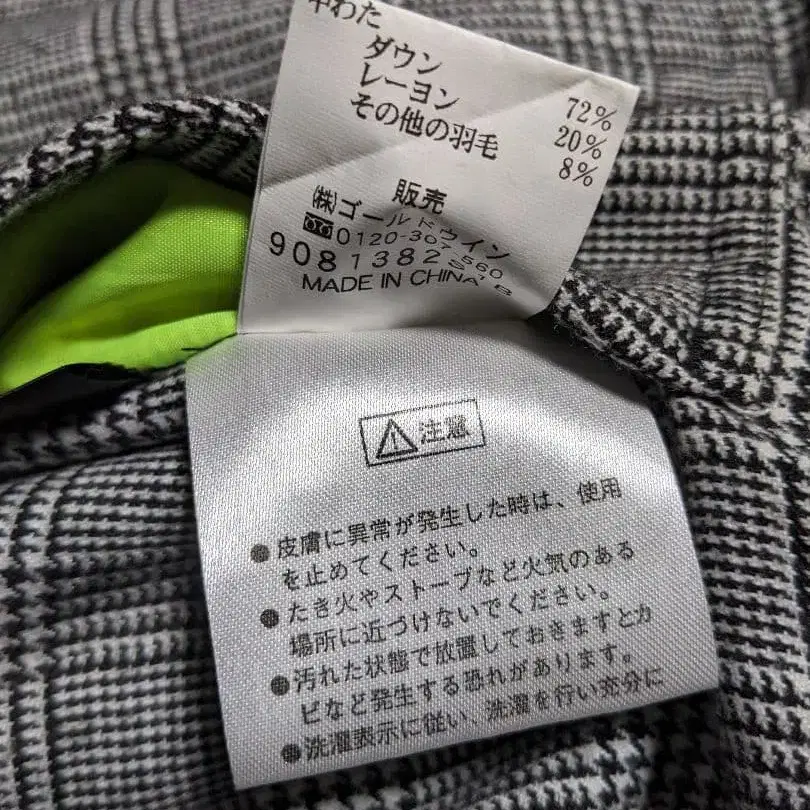 中わた
ダウン 72%
レーヨン 20%
その他の羽毛 8%
販売
㈱ゴールドウイン
0120-307-560
9081382 S'B
MADE IN CHINA
⚠注意
●皮膚に異常が発生した時は、使用
を止めてください。
●たき火やストーブなど火気のある
場所に近づけないでください。
●汚れた状態で放置しておきますとカ
ビなど発生する恐れがあります。
●洗濯表示に従い、洗濯を行い充分に